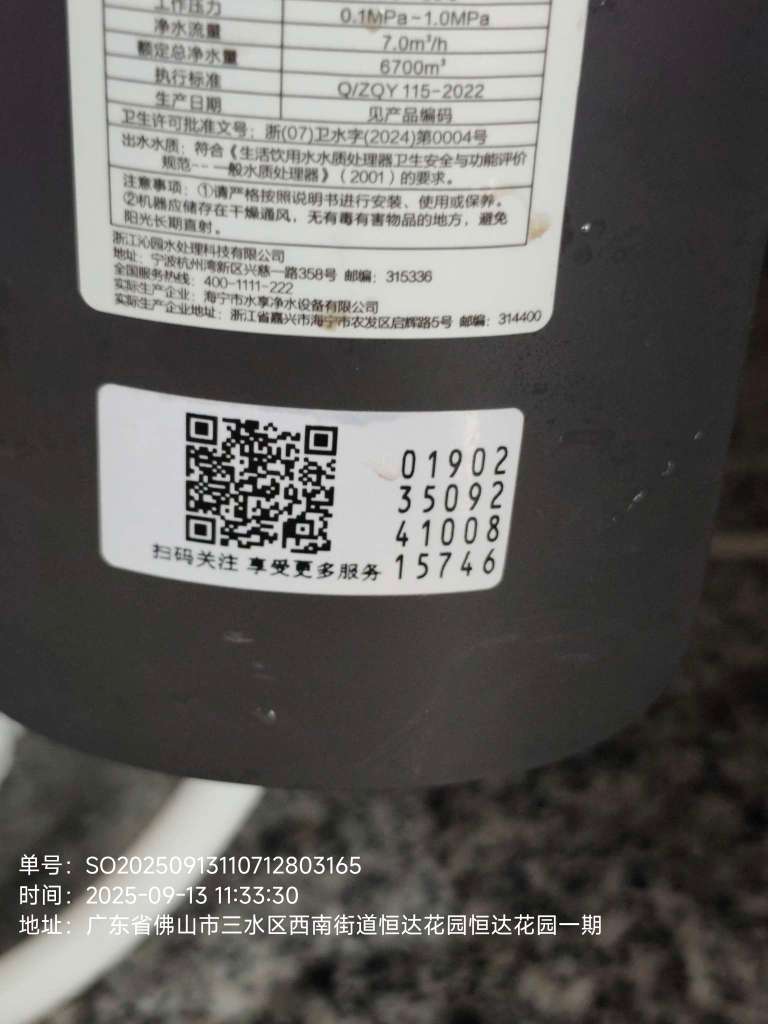 工作压力 0.1MPa~1.0MPa
净水流量 7.0m³/h
额定总净水量 6700m³
执行标准 Q/ZQY 115-2022
生产日期 见产品编码
卫生许可批准文号：浙(07)卫水字(2024)第0004号
出水水质：符合《生活饮用水水质处理器卫生安全与功能评价
规范--一般水质处理器》（2001）的要求。
注意事项：①请严格按照说明书进行安装、使用或保养。
②机器应储存在干燥通风，无有毒有害物品的地方，避免
阳光长期直射。
浙江沁园水处理科技有限公司
地址：宁波杭州湾新区兴慈一路358号 邮编：315336
全国服务热线：400-1111-222
实际生产企业：海宁市水享净水设备有限公司
实际生产企业地址：浙江省嘉兴市海宁市农发区启辉路5号 邮编：314400
01902
35092
41008
15746
扫码关注 享受更多服务
单号：SO20250913110712803165
时间：2025-09-13 11:33:30
地址：广东省佛山市三水区西南街道恒达花园恒达花园一期